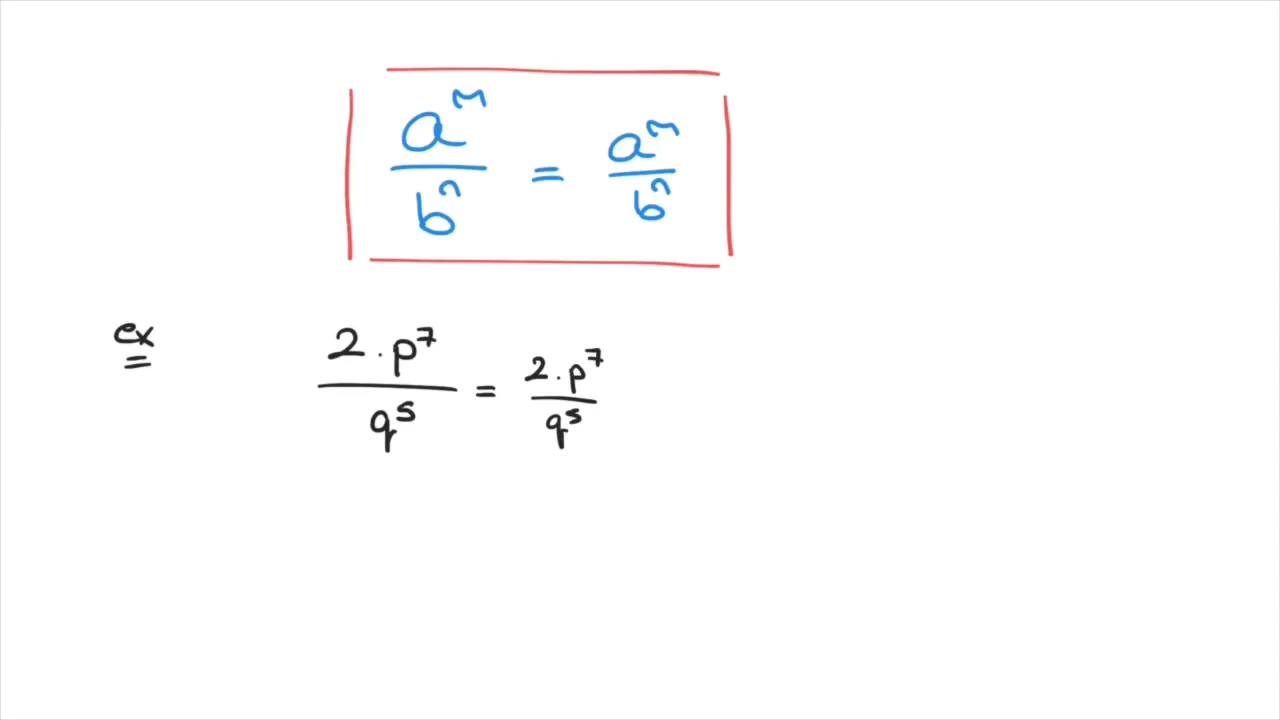 a^m / b^n = a^m / b^n
ex 2 . p^7 / q^5 = 2 . p^7 / q^5